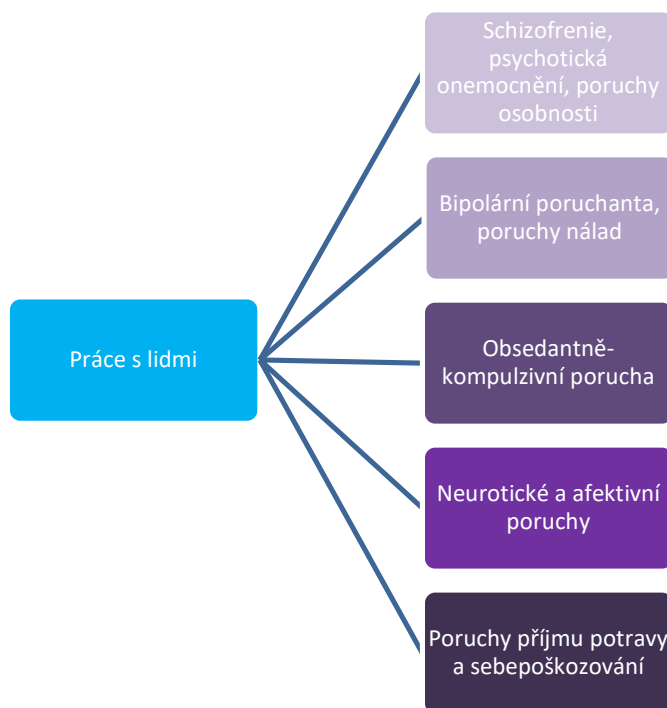 Schizofrenie,
psychotická
onemocnění, poruchy
osobnosti
Bipolární poruchanta,
poruchy nálad
Práce s lidmi
Obsedantně-
kompulzivní porucha
Neurotické a afektivní
poruchy
Poruchy příjmu potravy
a sebepoškozování